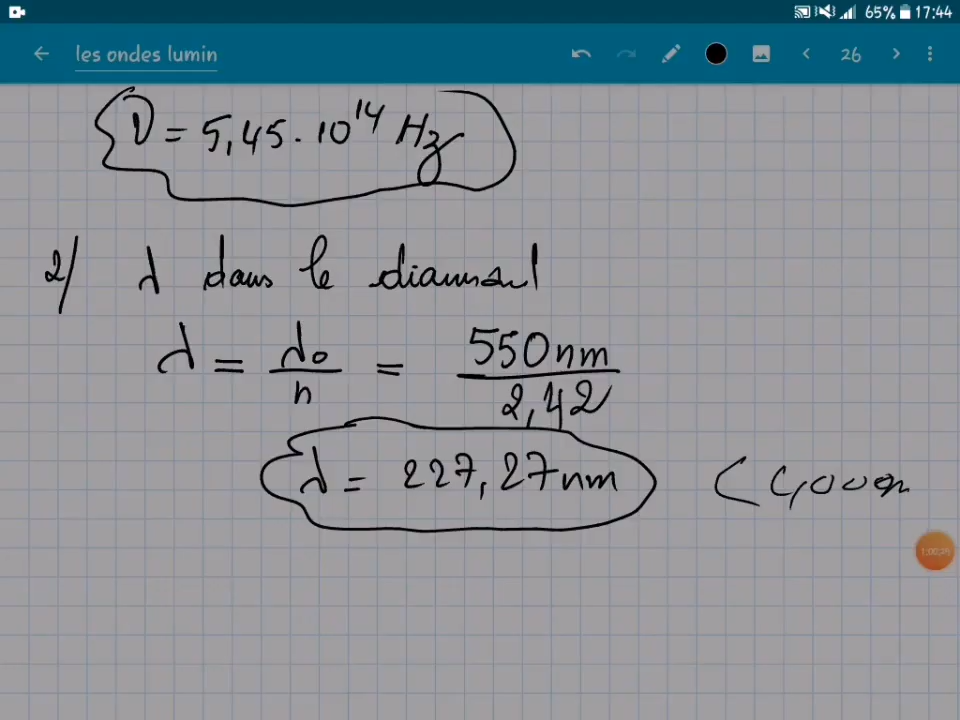 65% 17:44
les ondes lumin
26
ν = 5,45.10¹⁴ Hz
2/ λ dans le diamant
λ = λ₀/n = 550nm/2,42
λ = 227,27nm <